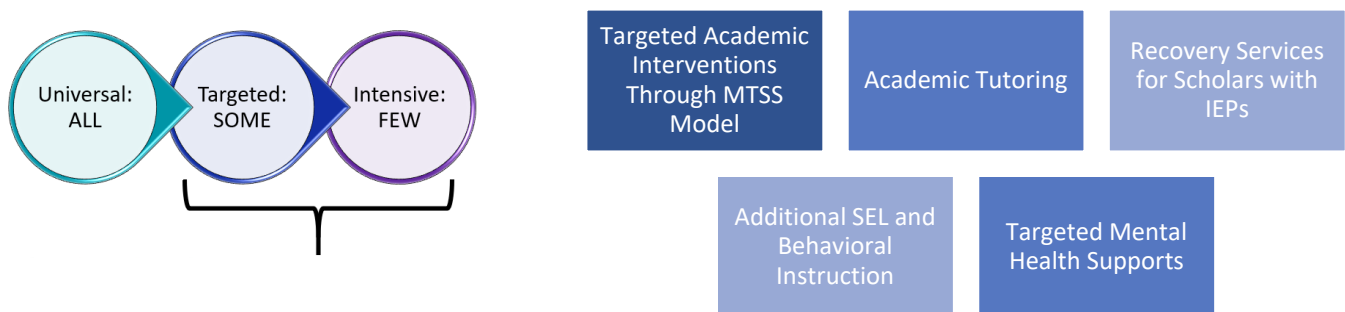 Universal:
ALL
Targeted:
SOME
Intensive:
FEW
Targeted Academic
Interventions
Through MTSS
Model
Academic Tutoring
Recovery Services
for Scholars with
IEPs
Additional SEL and
Behavioral
Instruction
Targeted Mental
Health Supports